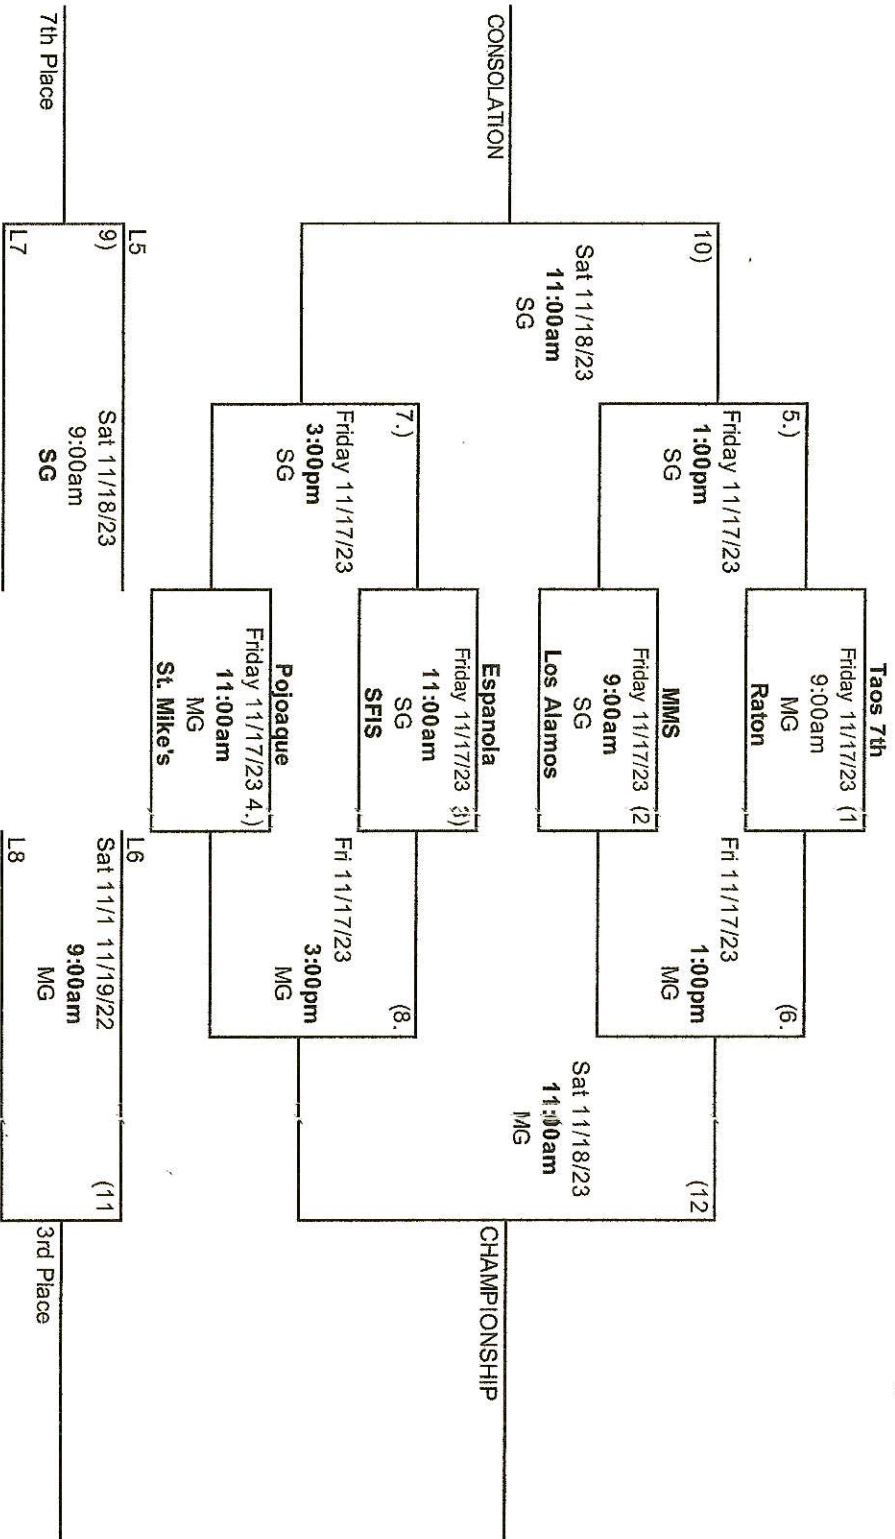 Taos 7th
Friday 11/17/23 (1
9:00am
MG
Raton
5.)
Friday 11/17/23
1:00pm
SG
Fri 11/17/23
1:00pm
MG
(6.
MMS
Friday 11/17/23 (2
9:00am
SG
Los Alamos
10)
Sat 11/18/23
11:00am
SG
CONSOLATION
(12
Sat 11/18/23
11:00am
MG
CHAMPIONSHIP
Espanola
Friday 11/17/23 3)
11:00am
SG
SFIS
7.)
Friday 11/17/23
3:00pm
SG
Fri 11/17/23
3:00pm
MG
(8.
Pojoaque
Friday 11/17/23 4.)
11:00am
MG
St. Mike's
L5
9)
Sat 11/18/23
9:00am
SG
L7
7th Place
L6
Sat 11/1 11/19/22
9:00am
MG
(11
L8
3rd Place